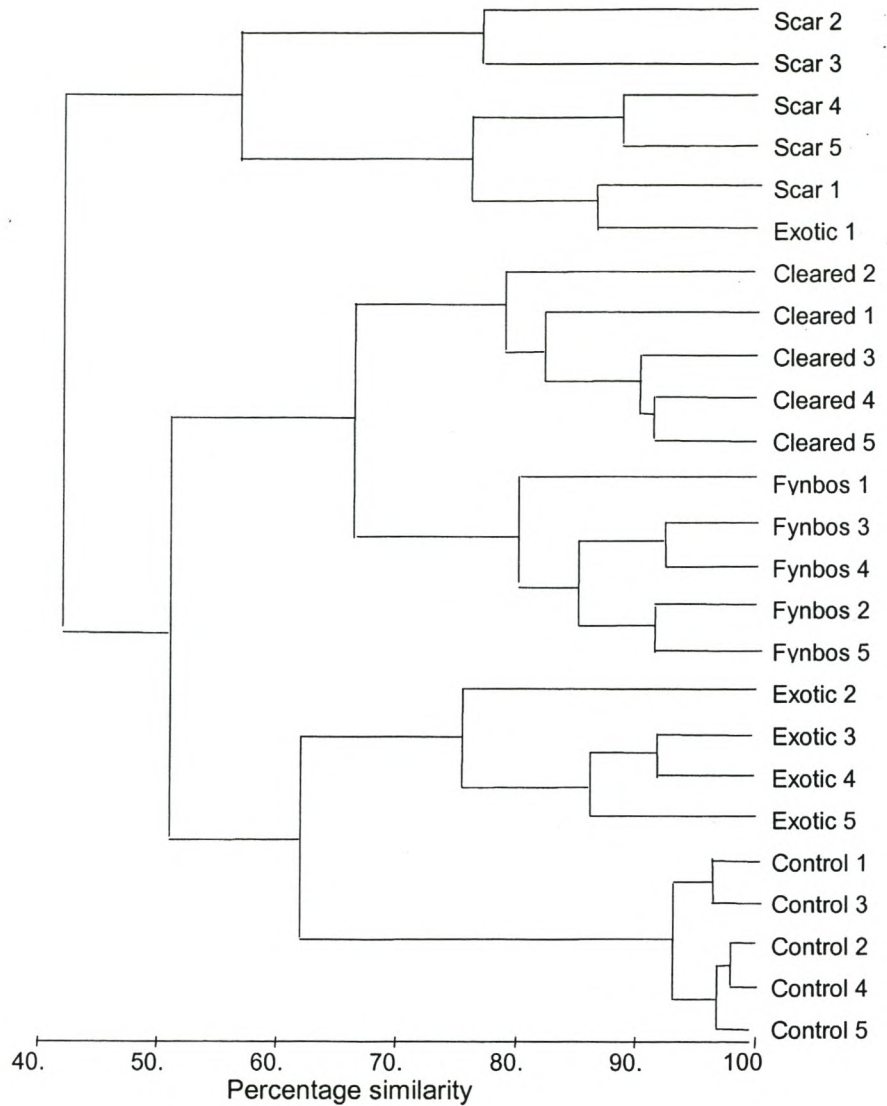 Scar 2
Scar 3
Scar 4
Scar 5
Scar 1
Exotic 1
Cleared 2
Cleared 1
Cleared 3
Cleared 4
Cleared 5
Fynbos 1
Fynbos 3
Fynbos 4
Fynbos 2
Fynbos 5
Exotic 2
Exotic 3
Exotic 4
Exotic 5
Control 1
Control 3
Control 2
Control 4
Control 5
40. 50. 60. 70. 80. 90. 100
Percentage similarity